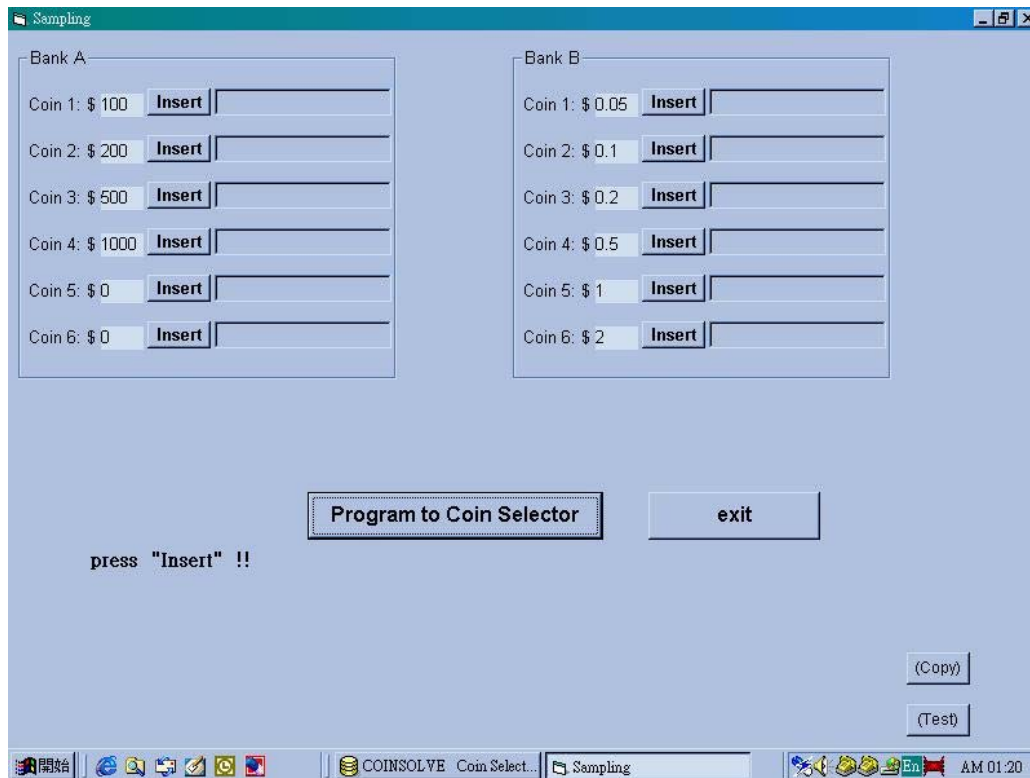 Sampling
Bank A
Coin 1: $ 100 Insert
Coin 2: $ 200 Insert
Coin 3: $ 500 Insert
Coin 4: $ 1000 Insert
Coin 5: $ 0 Insert
Coin 6: $ 0 Insert
Bank B
Coin 1: $ 0.05 Insert
Coin 2: $ 0.1 Insert
Coin 3: $ 0.2 Insert
Coin 4: $ 0.5 Insert
Coin 5: $ 1 Insert
Coin 6: $ 2 Insert
Program to Coin Selector
exit
press "Insert" !!
(Copy)
(Test)
開始 COINSOLVE Coin Select... Sampling En AM 01:20